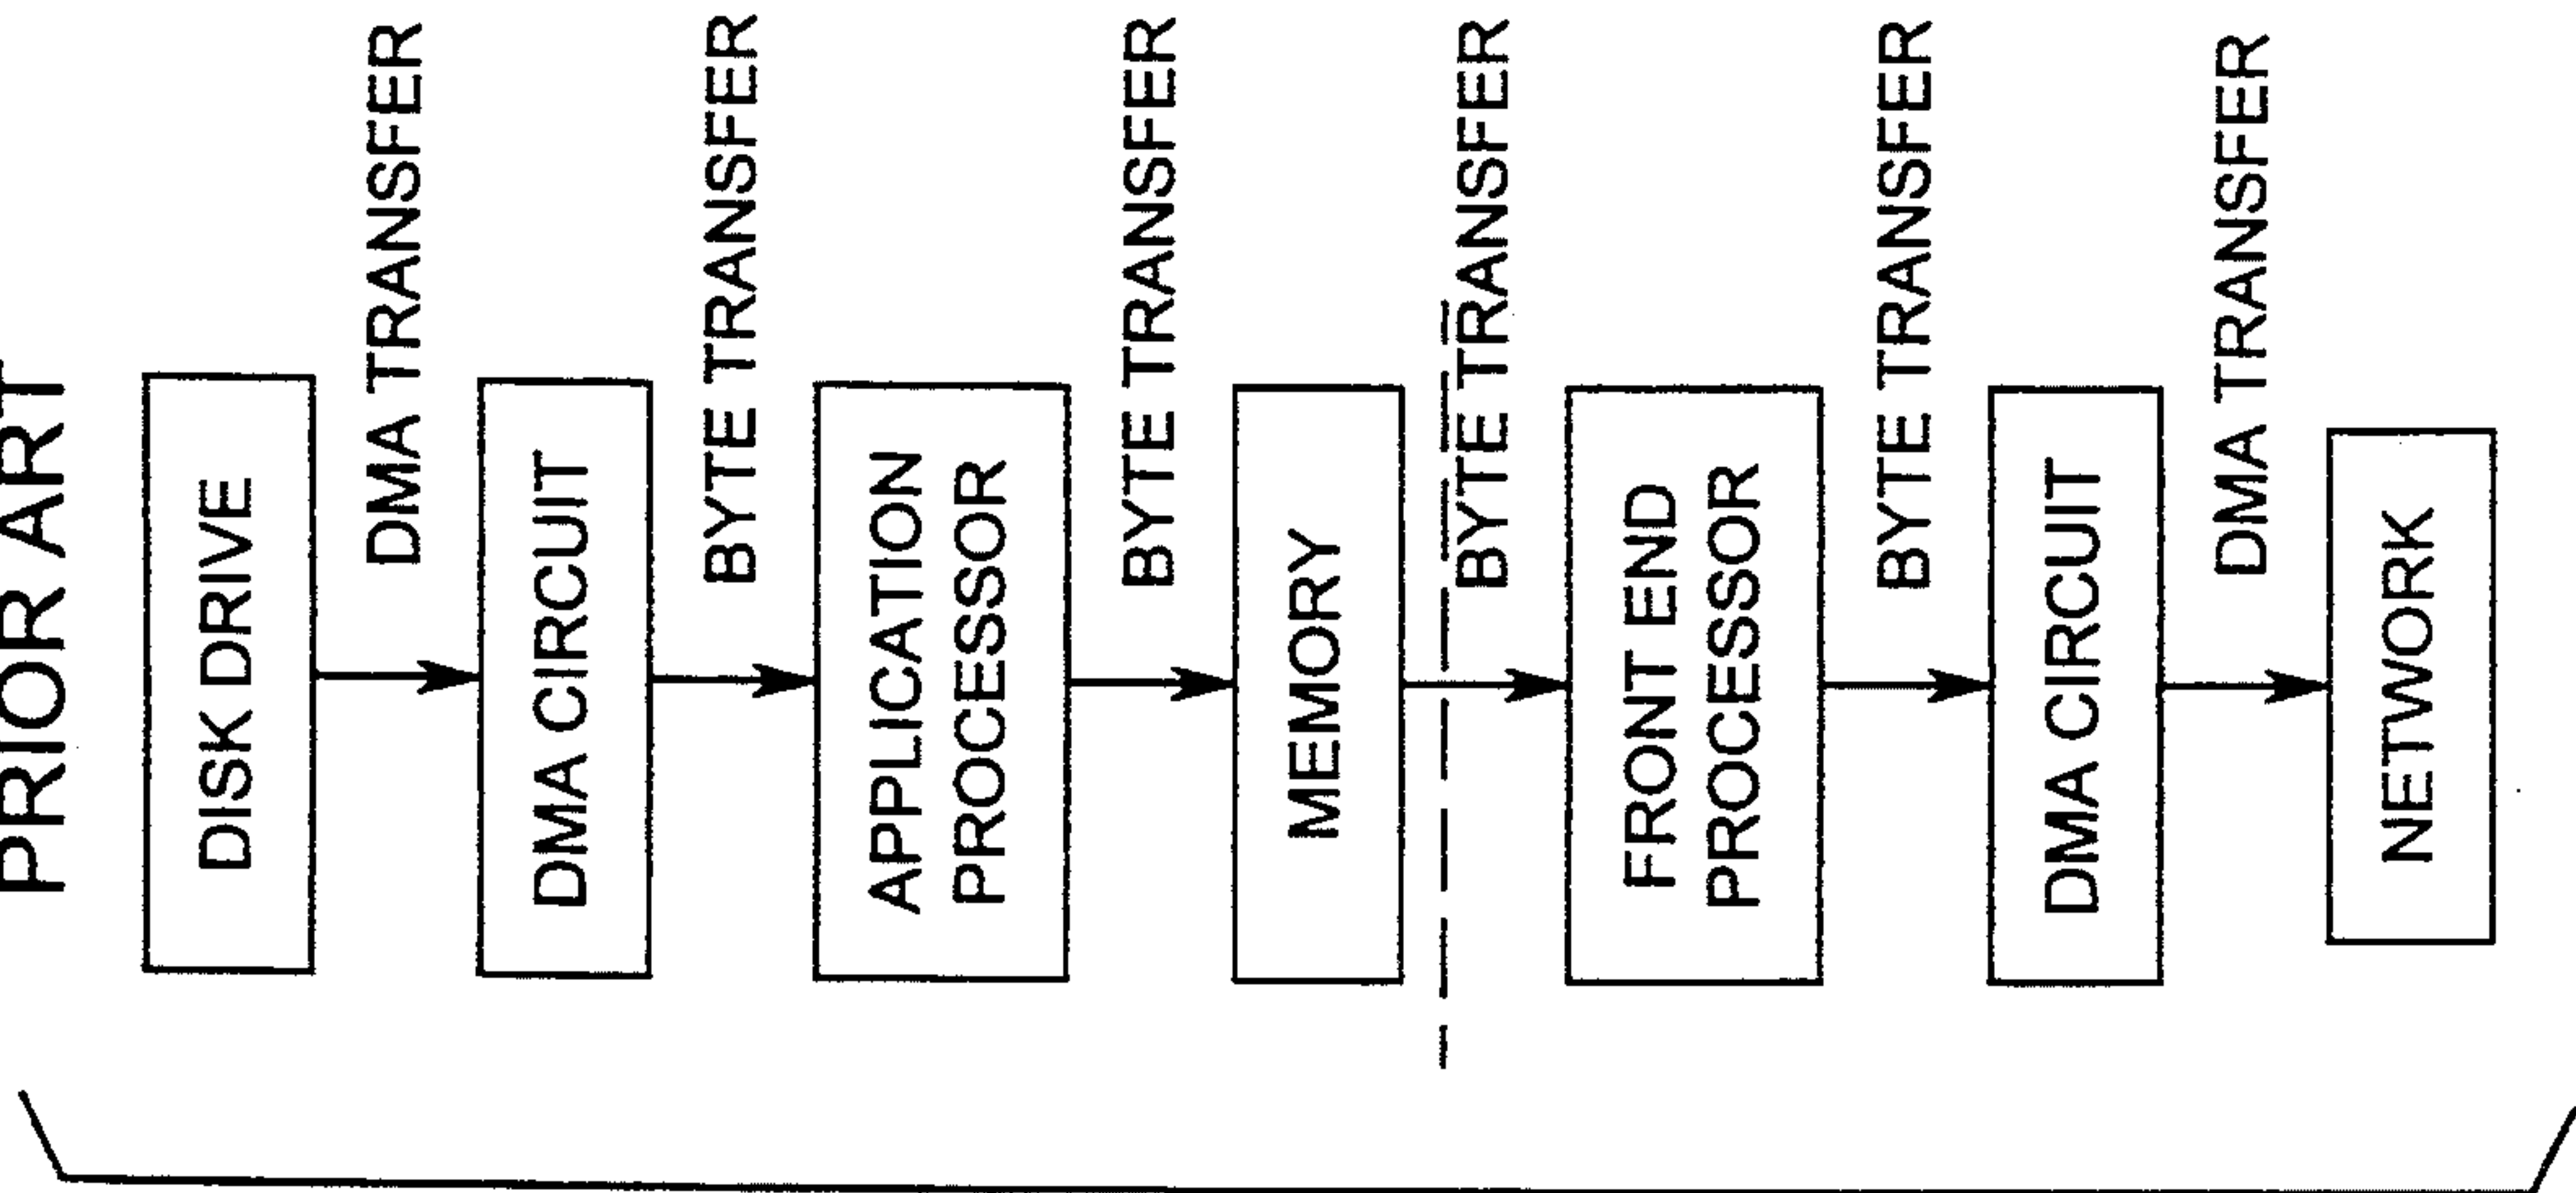 PRIOR ART
DISK DRIVE
DMA TRANSFER
DMA CIRCUIT
BYTE TRANSFER
APPLICATION
PROCESSOR
BYTE TRANSFER
MEMORY
BYTE TRANSFER
FRONT END
PROCESSOR
BYTE TRANSFER
DMA CIRCUIT
DMA TRANSFER
NETWORK